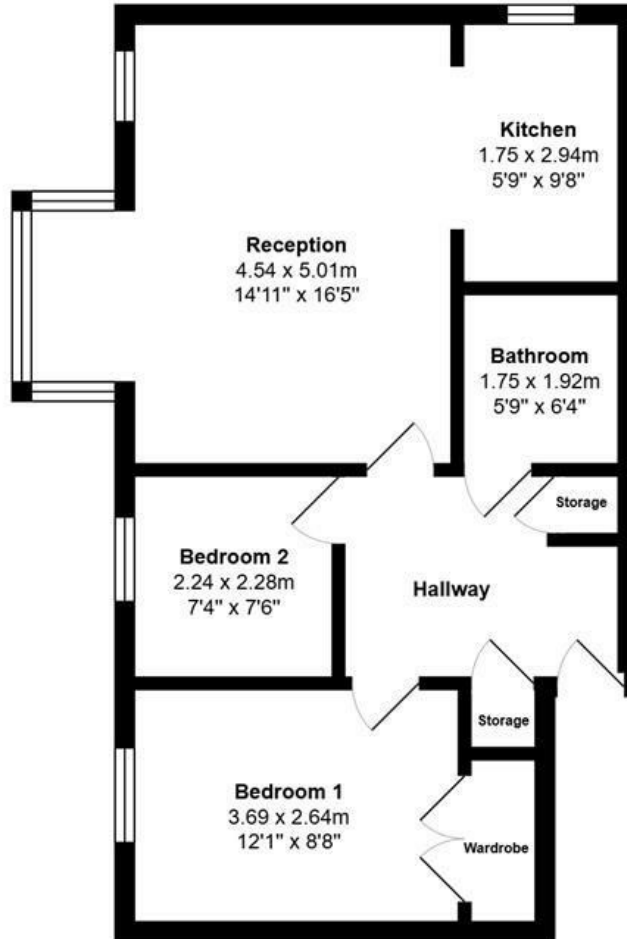 Kitchen
1.75 x 2.94m
5'9" x 9'8"
Reception
4.54 x 5.01m
14'11" x 16'5"
Bathroom
1.75 x 1.92m
5'9" x 6'4"
Storage
Bedroom 2
2.24 x 2.28m
7'4" x 7'6"
Hallway
Storage
Bedroom 1
3.69 x 2.64m
12'1" x 8'8"
Wardrobe